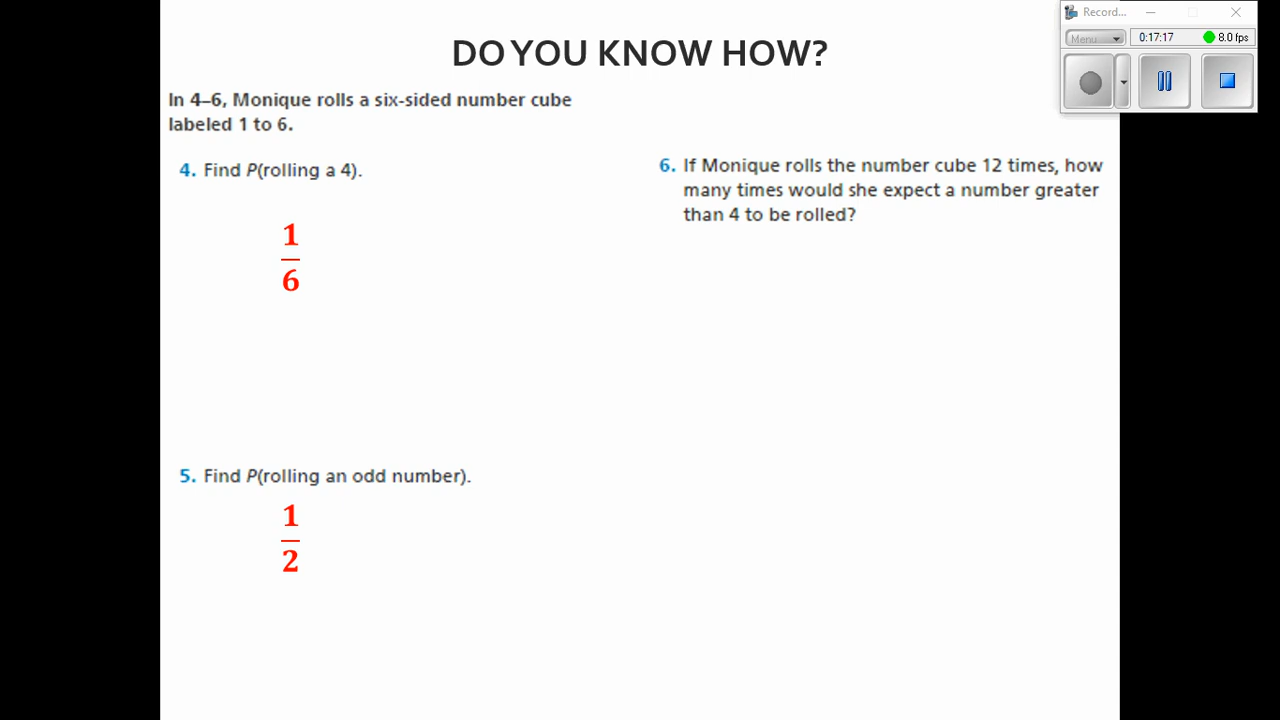 DO YOU KNOW HOW?
Record...
Menu
0:17:17
8.0 fps
In 4–6, Monique rolls a six-sided number cube
labeled 1 to 6.
4. Find P(rolling a 4).
1
6
5. Find P(rolling an odd number).
1
2
6. If Monique rolls the number cube 12 times, how
many times would she expect a number greater
than 4 to be rolled?